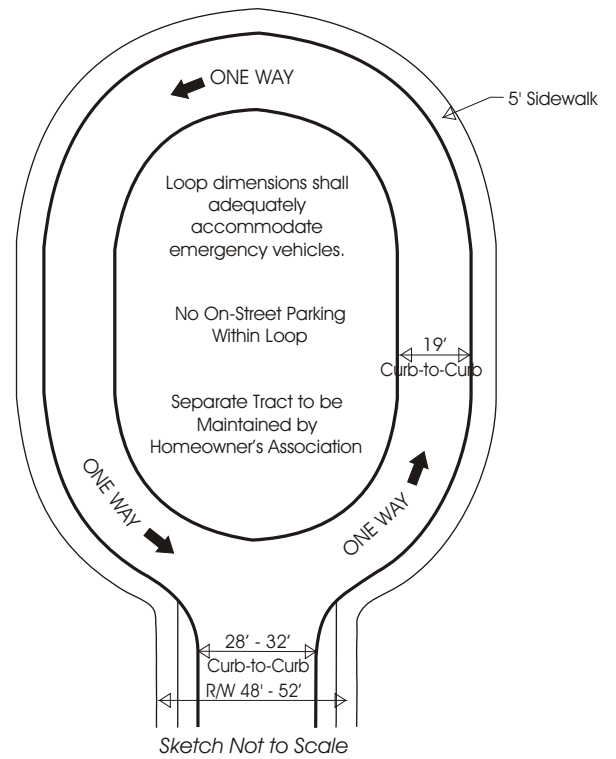 ONE WAY
5' Sidewalk
Loop dimensions shall
adequately
accommodate
emergency vehicles.
No On-Street Parking
Within Loop
19'
Curb-to-Curb
Separate Tract to be
Maintained by
Homeowner's Association
ONE WAY
ONE WAY
28' - 32'
Curb-to-Curb
R/W 48' - 52'
Sketch Not to Scale